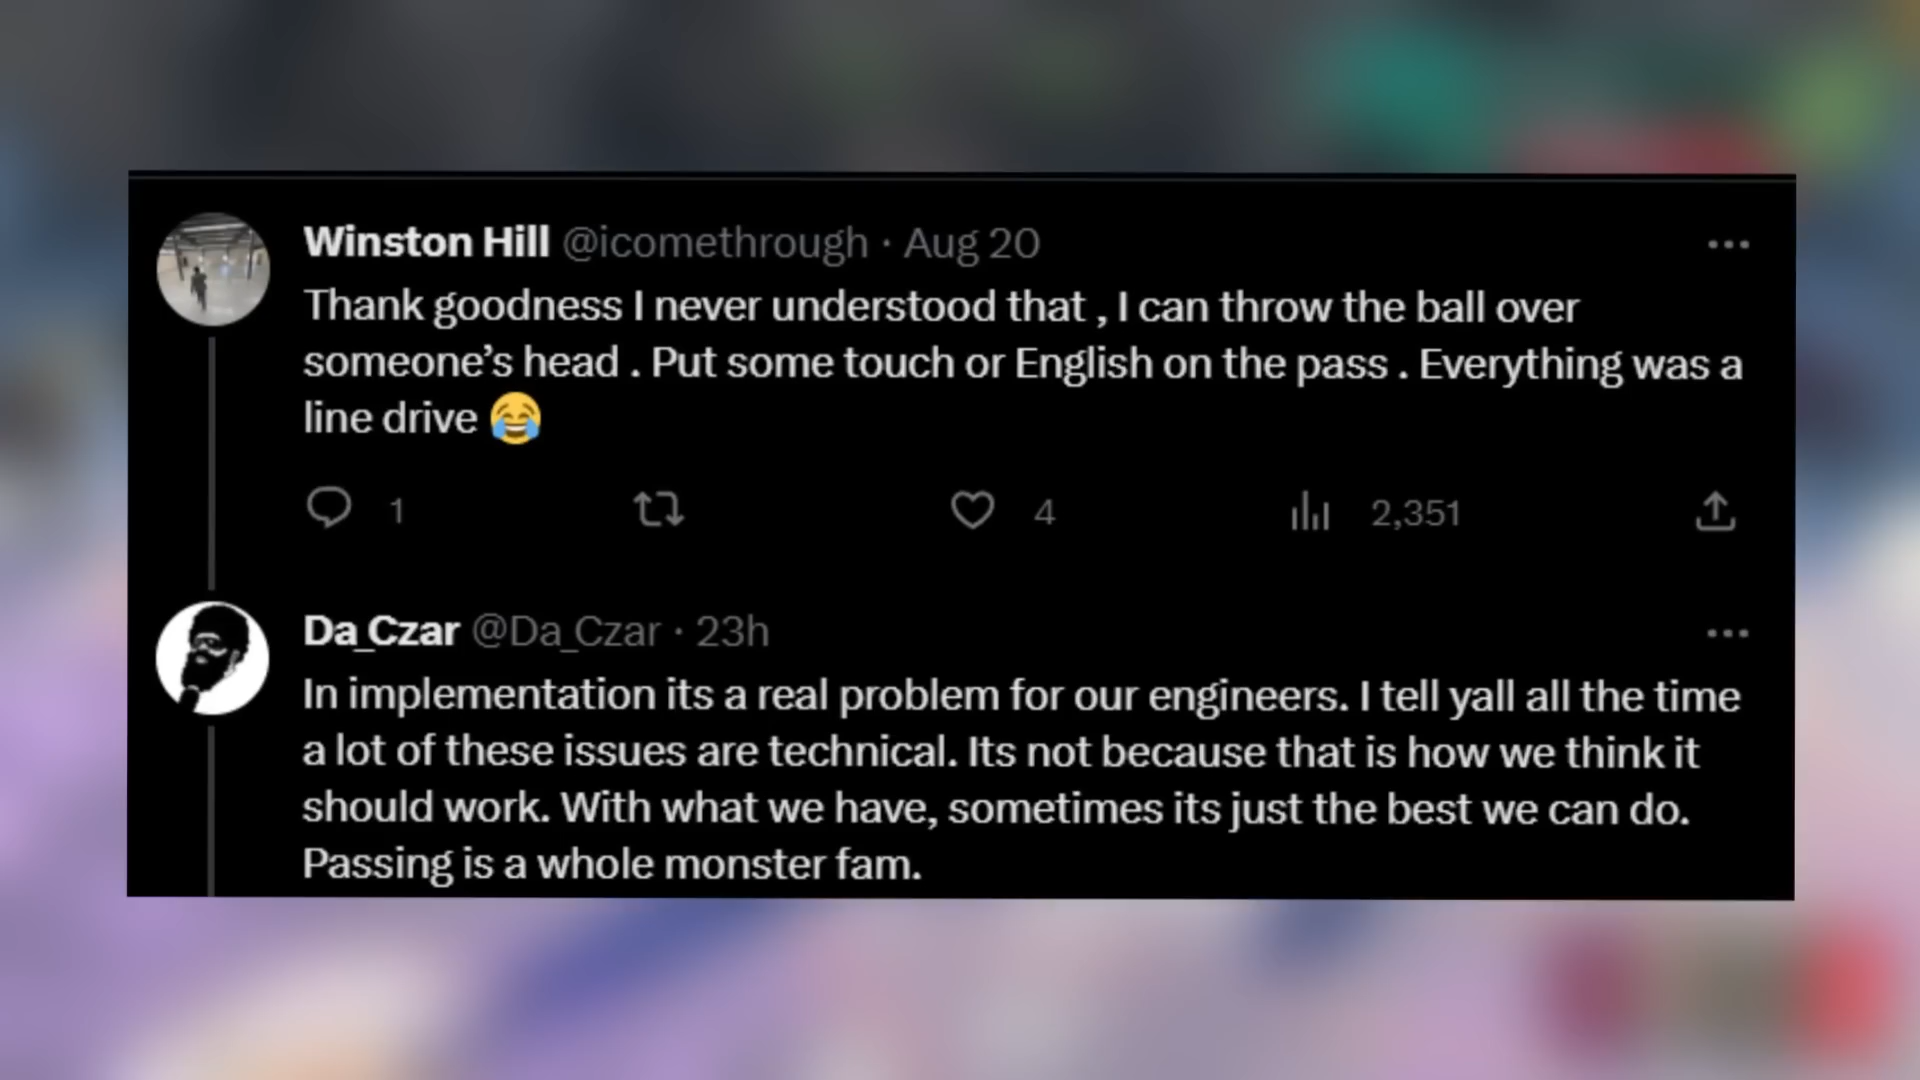 Winston Hill @icomethrough · Aug 20
Thank goodness I never understood that , I can throw the ball over
someone’s head . Put some touch or English on the pass . Everything was a
line drive 😂
1 4 2,351
Da_Czar @Da_Czar · 23h
In implementation its a real problem for our engineers. I tell yall all the time
a lot of these issues are technical. Its not because that is how we think it
should work. With what we have, sometimes its just the best we can do.
Passing is a whole monster fam.